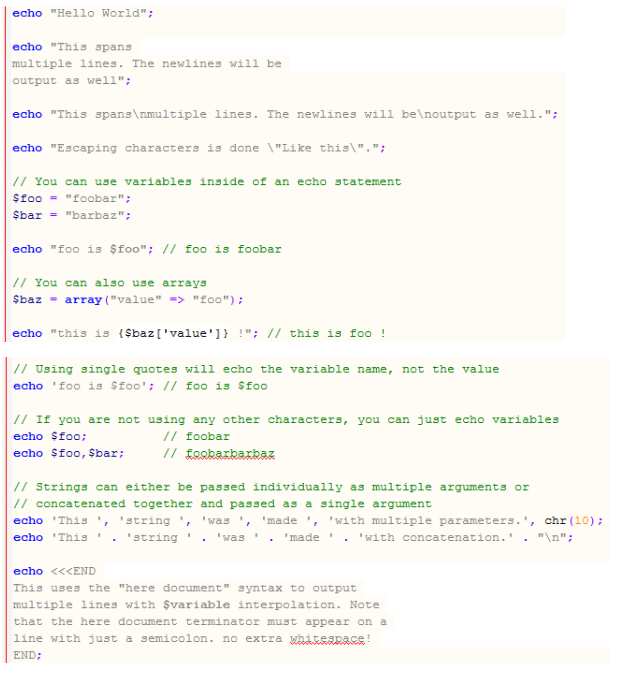 echo "Hello World";
echo "This spans
multiple lines. The newlines will be
output as well";
echo "This spans\nmultiple lines. The newlines will be\noutput as well.";
echo "Escaping characters is done \"Like this\".";
// You can use variables inside of an echo statement
$foo = "foobar";
$bar = "barbaz";
echo "foo is $foo"; // foo is foobar
// You can also use arrays
$baz = array("value" => "foo");
echo "this is {$baz['value']} !"; // this is foo !
// Using single quotes will echo the variable name, not the value
echo 'foo is $foo'; // foo is $foo
// If you are not using any other characters, you can just echo variables
echo $foo;          // foobar
echo $foo,$bar;     // foobarbarbaz
// Strings can either be passed individually as multiple arguments or
// concatenated together and passed as a single argument
echo 'This ', 'string ', 'was ', 'made ', 'with multiple parameters.', chr(10);
echo 'This ' . 'string ' . 'was ' . 'made ' . 'with concatenation.' . "\n";
echo <<<END
This uses the "here document" syntax to output
multiple lines with $variable interpolation. Note
that the here document terminator must appear on a
line with just a semicolon. no extra whitespace!
END;